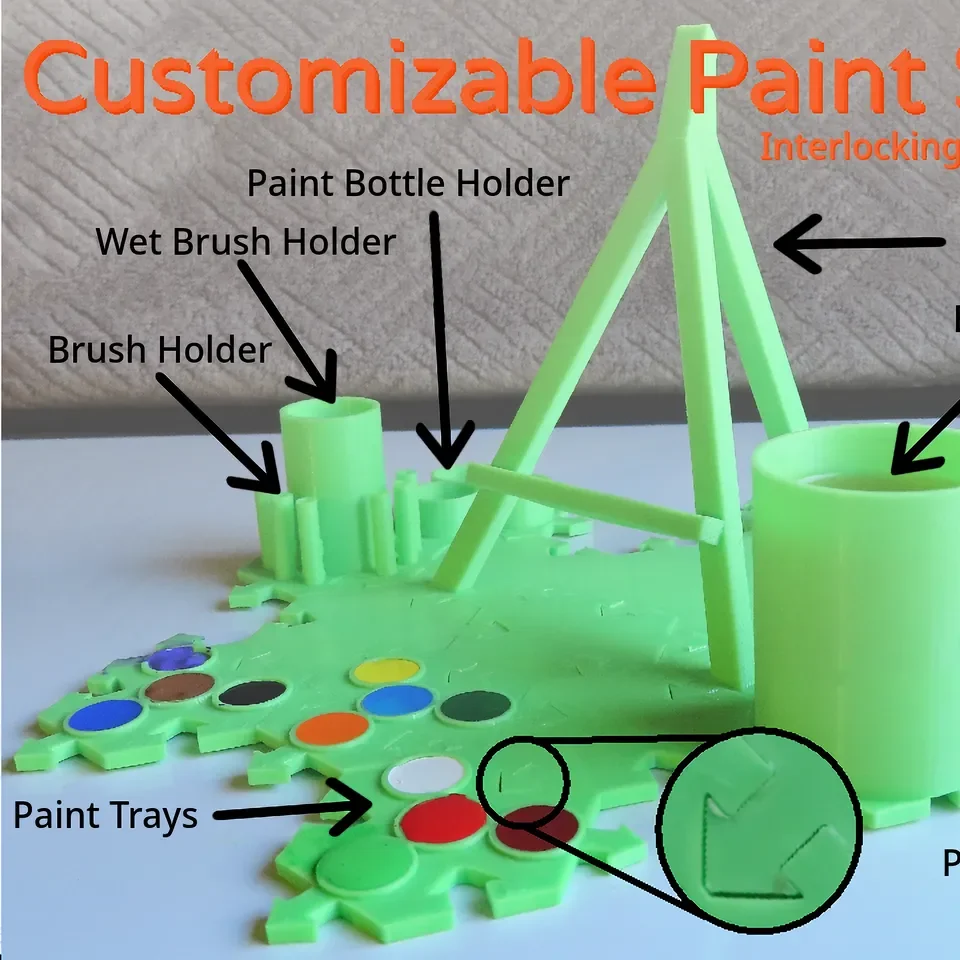 Customizable Paint
Interlocking
Paint Bottle Holder
Wet Brush Holder
Brush Holder
Paint Trays